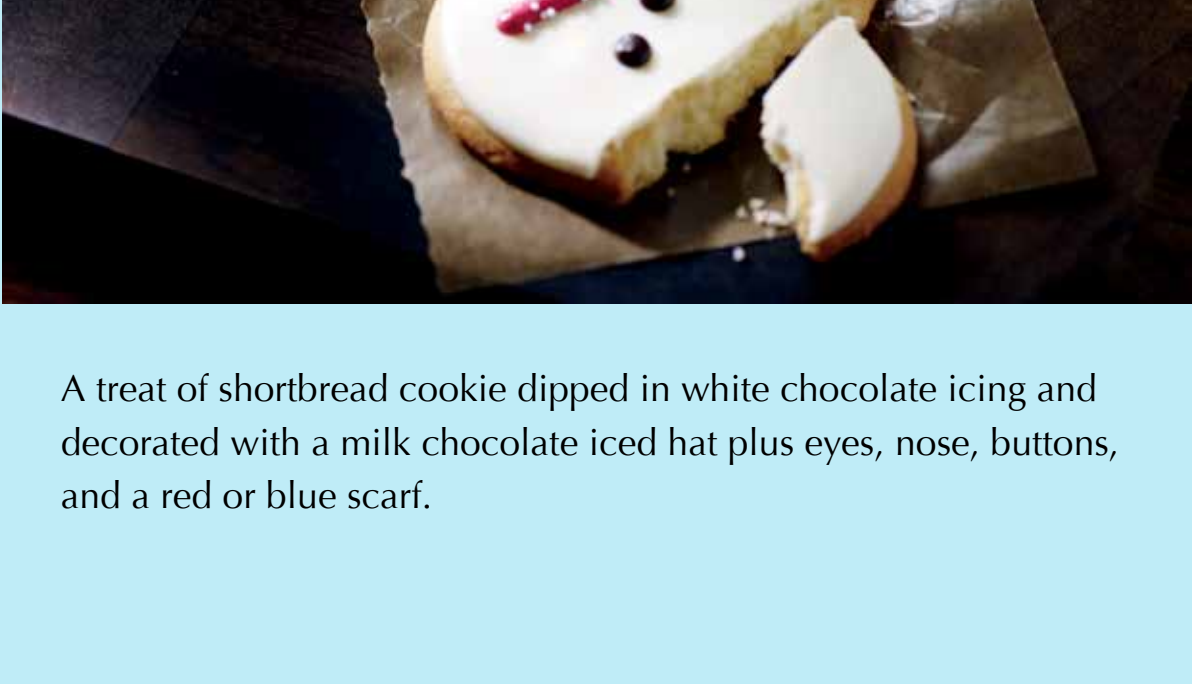 A treat of shortbread cookie dipped in white chocolate icing and
decorated with a milk chocolate iced hat plus eyes, nose, buttons,
and a red or blue scarf.